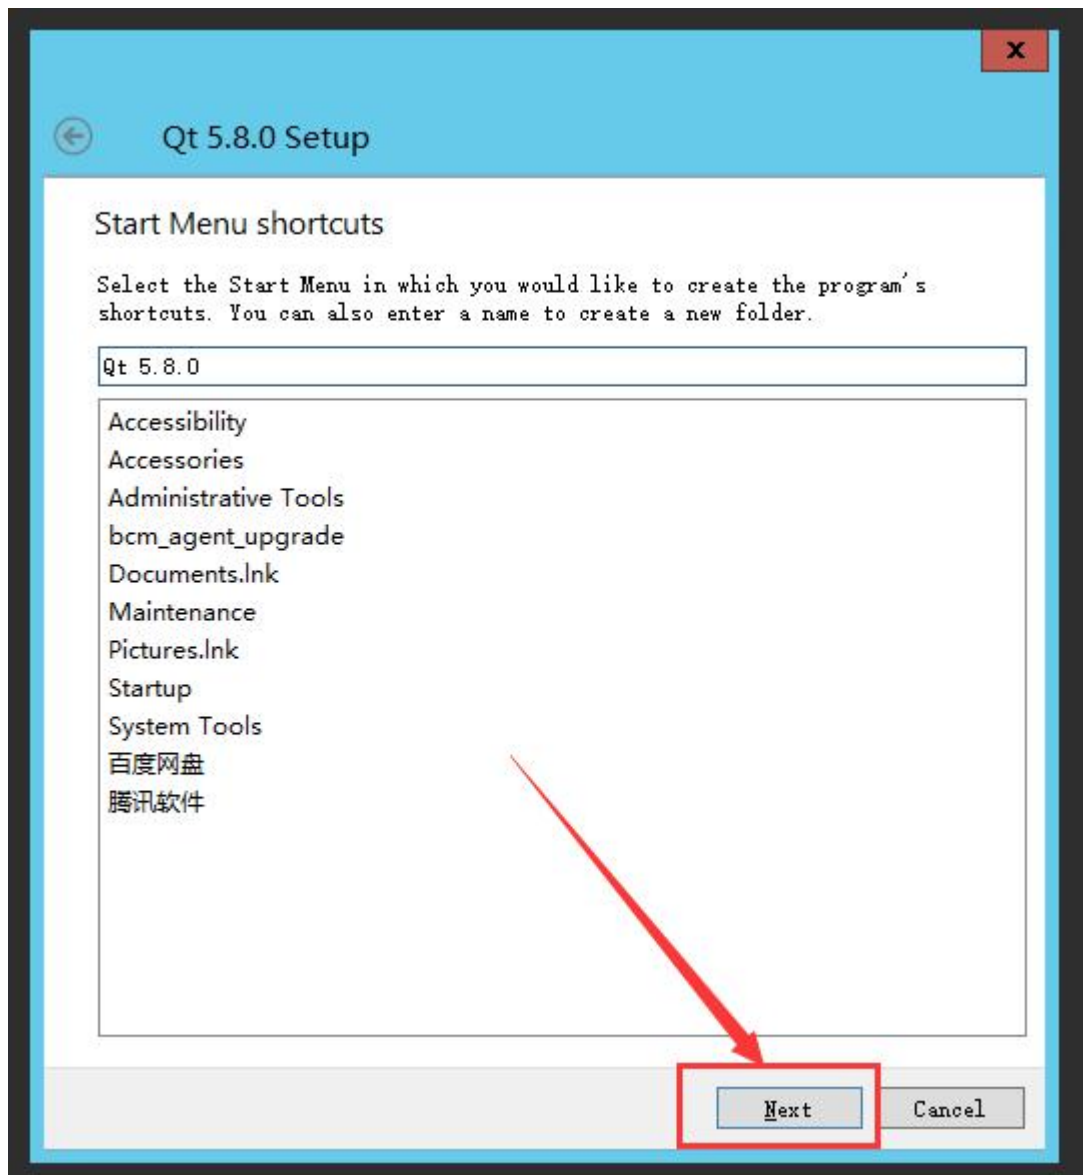 X
Qt 5.8.0 Setup
Start Menu shortcuts
Select the Start Menu in which you would like to create the program's
shortcuts. You can also enter a name to create a new folder.
Qt 5.8.0
Accessibility
Accessories
Administrative Tools
bcm_agent_upgrade
Documents.lnk
Maintenance
Pictures.lnk
Startup
System Tools
百度网盘
腾讯软件
Next
Cancel